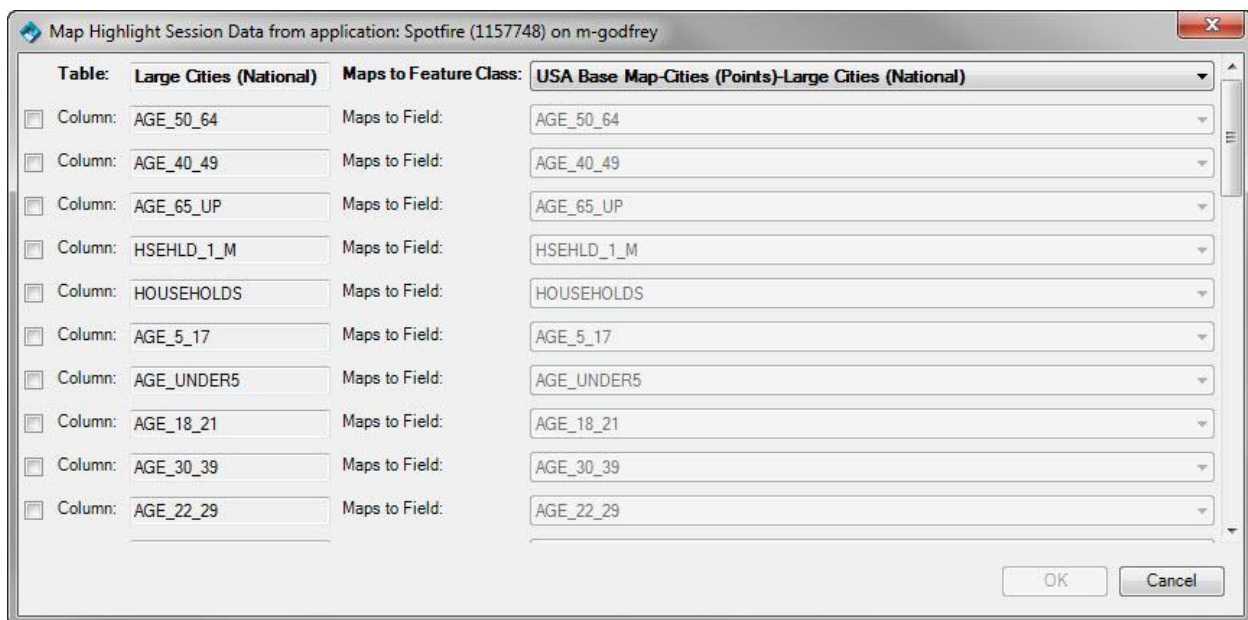 Map Highlight Session Data from application: Spotfire (1157748) on m-godfrey
Table: Large Cities (National) Maps to Feature Class: USA Base Map-Cities (Points)-Large Cities (National)
Column: AGE_50_64 Maps to Field: AGE_50_64
Column: AGE_40_49 Maps to Field: AGE_40_49
Column: AGE_65_UP Maps to Field: AGE_65_UP
Column: HSEHLD_1_M Maps to Field: HSEHLD_1_M
Column: HOUSEHOLDS Maps to Field: HOUSEHOLDS
Column: AGE_5_17 Maps to Field: AGE_5_17
Column: AGE_UNDER5 Maps to Field: AGE_UNDER5
Column: AGE_18_21 Maps to Field: AGE_18_21
Column: AGE_30_39 Maps to Field: AGE_30_39
Column: AGE_22_29 Maps to Field: AGE_22_29
OK Cancel